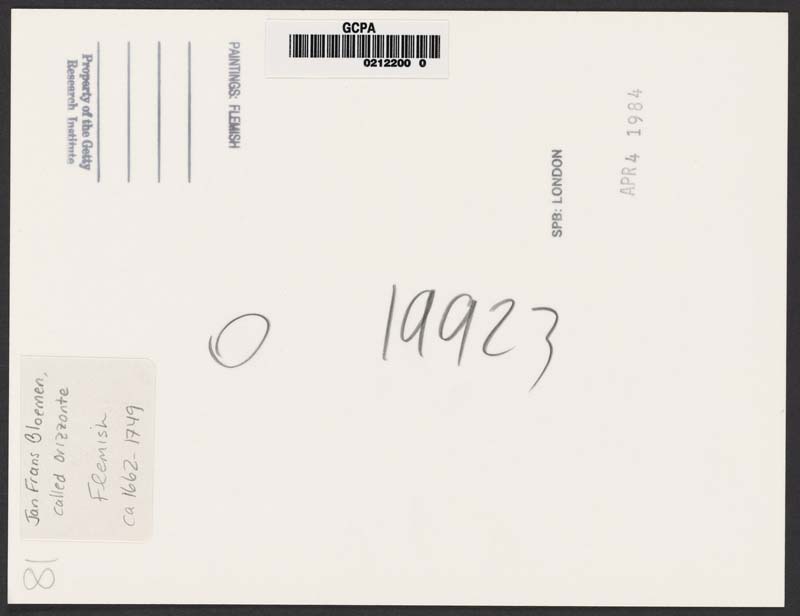 GCPA
0212200 0
Property of the Getty
Research Institute
PAINTINGS: FLEMISH
APR 4 1984
SPB: LONDON
19923
O
Jan Frans Bloemen,
called Orizzonte
Flemish
ca 1662-1749
81